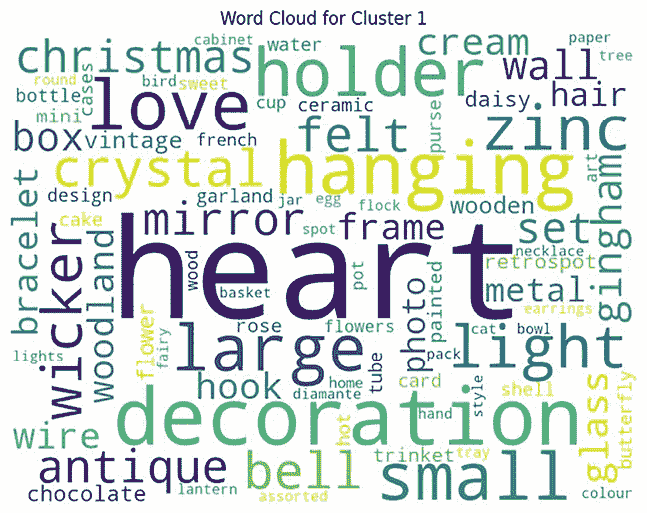 Word Cloud for Cluster 1
christmas
cabinet
water
holder
cream
wall
paper
tree
round
bottle
mini
cases
love
bird
sweet
cup
ceramic
purse
daisy
hair
box
vintage
french
felt
zinc
crystal
hanging
art
gingham
bracelet
design
cake
garland
jar
egg
flock
wooden
mirror
spot
frame
set
wicker
woodland
heart
necklace
retrospot
wood
basket
pot
painted
metal
earrings
lights
flower
fairy
rose
large
flowers
tube
photo
pack
cat
bowl
light
hook
diamante
home
card
hand
style
shell
glass
butterfly
wire
decoration
hot
antique
bell
trinket
tray
small
chocolate
lantern
assorted
colour